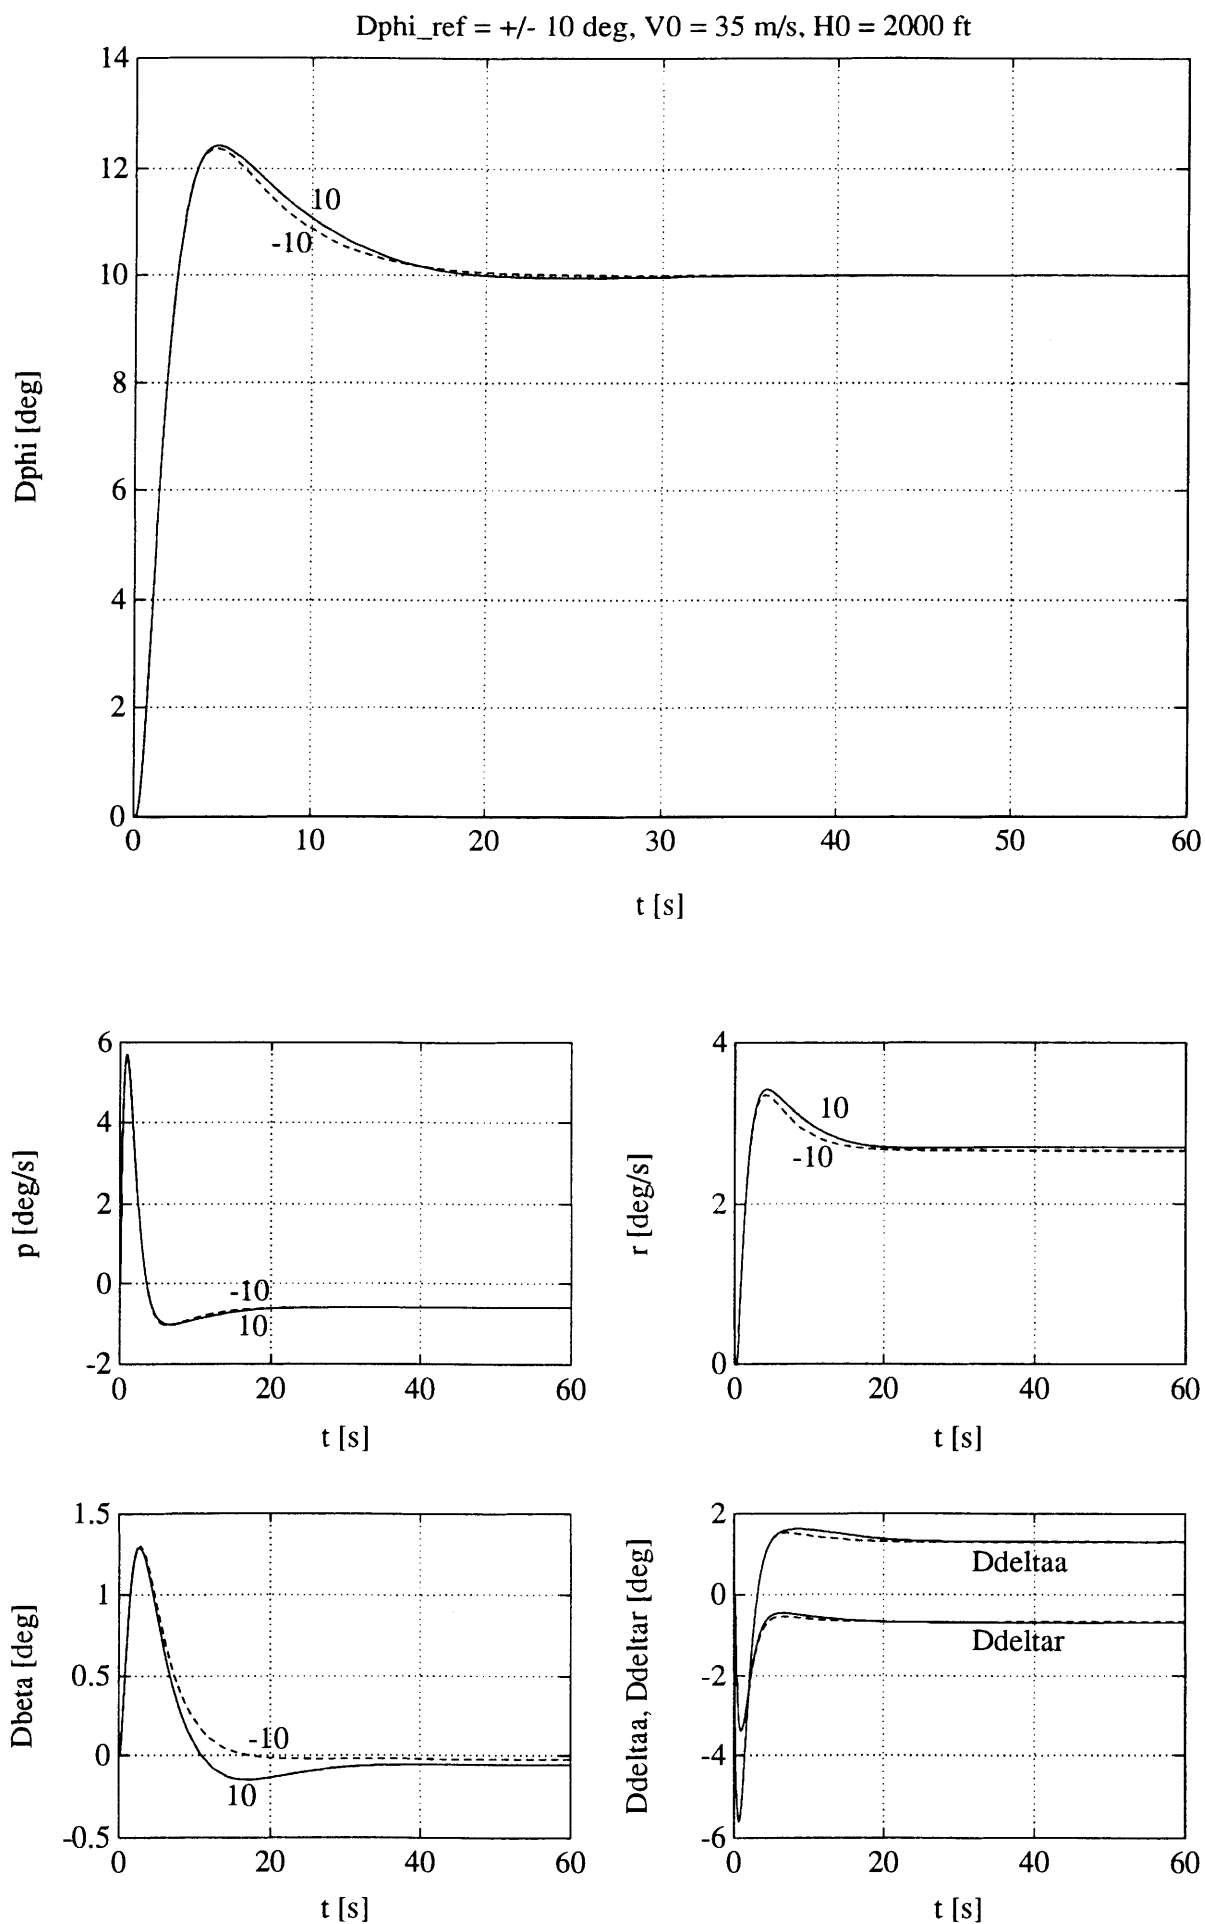 Dphi_ref = +/- 10 deg, V0 = 35 m/s, H0 = 2000 ft
14
12
10
8
6
4
2
0
Dphi [deg]
10
-10
0 10 20 30 40 50 60
t [s]
6
4
2
0
-2
p [deg/s]
-10
10
0 20 40 60
t [s]
4
2
0
r [deg/s]
10
-10
0 20 40 60
t [s]
1.5
1
0.5
0
-0.5
Dbeta [deg]
-10
10
0 20 40 60
t [s]
2
0
-2
-4
-6
Ddeltaa, Ddeltar [deg]
Ddeltaa
Ddeltar
0 20 40 60
t [s]